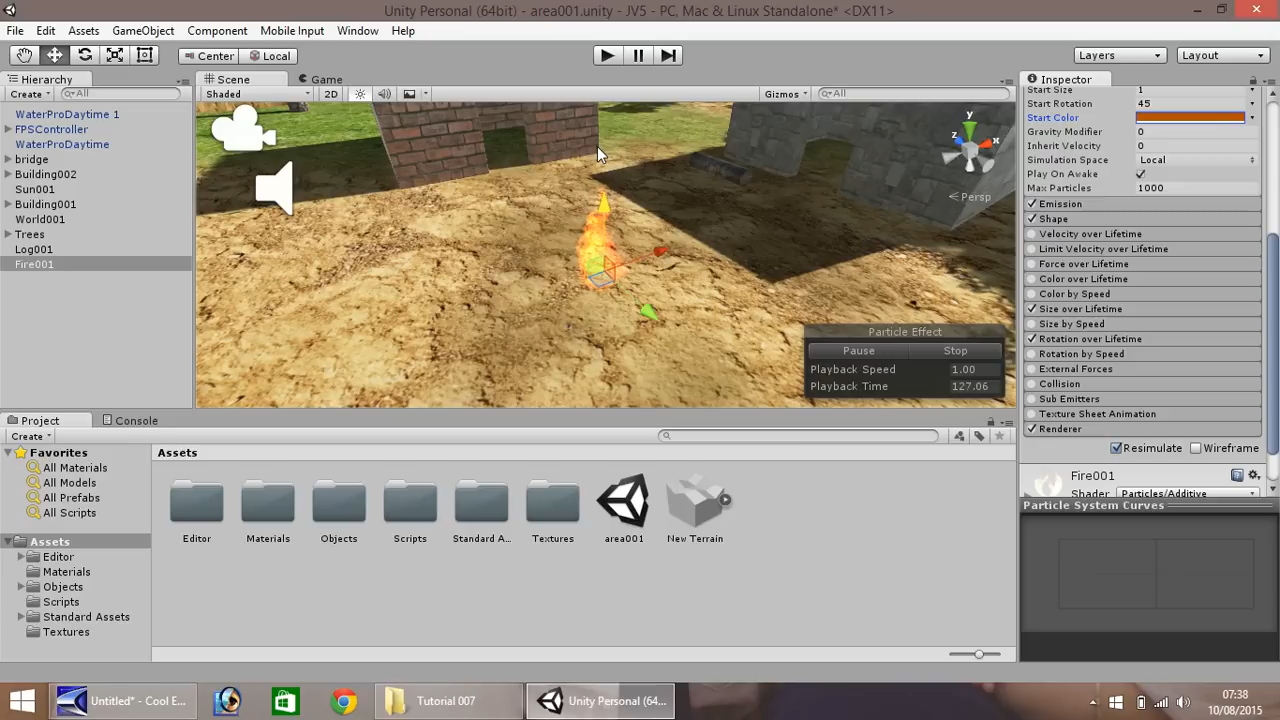 Unity Personal (64bit) - area001.unity - JV5 - PC, Mac & Linux Standalone* <DX11>
File Edit Assets GameObject Component Mobile Input Window Help
Center Local Layers Layout
Hierarchy
Create All
WaterProDaytime 1
FPSController
WaterProDaytime
bridge
Building002
Sun001
Building001
World001
Trees
Log001
Fire001
Scene Game
Shaded 2D Gizmos All
y
z x
Persp
Particle Effect
Pause Stop
Playback Speed 1.00
Playback Time 127.06
Inspector
Start Size 1
Start Rotation 45
Start Color
Gravity Modifier 0
Inherit Velocity 0
Simulation Space Local
Play On Awake
Max Particles 1000
Emission
Shape
Velocity over Lifetime
Limit Velocity over Lifetime
Force over Lifetime
Color over Lifetime
Color by Speed
Size over Lifetime
Size by Speed
Rotation over Lifetime
Rotation by Speed
External Forces
Collision
Sub Emitters
Texture Sheet Animation
Renderer
Resimulate Wireframe
Fire001
Shader Particles/Additive
Particle System Curves
Project Console
Create
Favorites
All Materials
All Models
All Prefabs
All Scripts
Assets
Editor
Materials
Objects
Scripts
Standard Assets
Textures
Assets
Editor Materials Objects Scripts Standard A... Textures area001 New Terrain
Untitled* - Cool E... Tutorial 007 Unity Personal (64...
07:38
10/08/2015